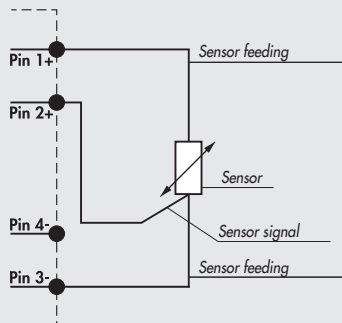 Sensor feeding
Pin 1+
Pin 2+
Sensor
Pin 4-
Sensor signal
Sensor feeding
Pin 3-